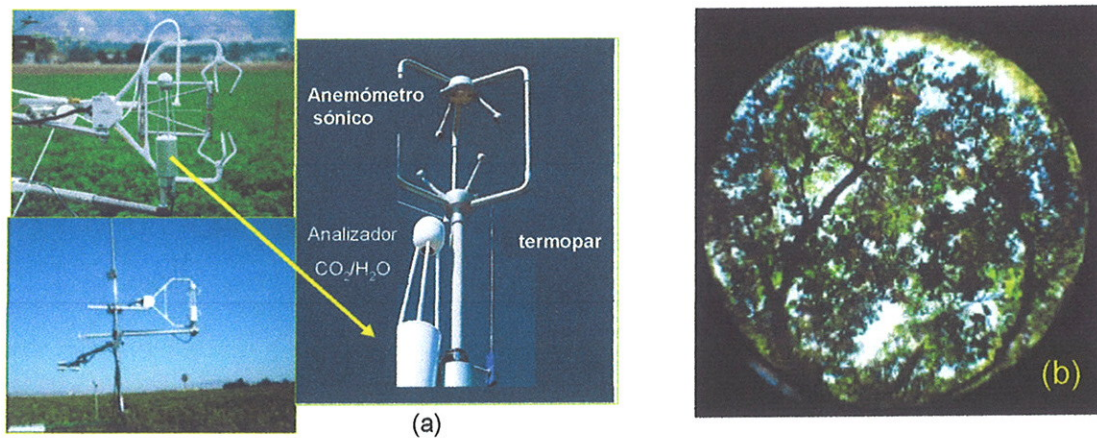 Anemómetro
sónico
Analizador
CO₂/H₂O
termopar
(a)
(b)